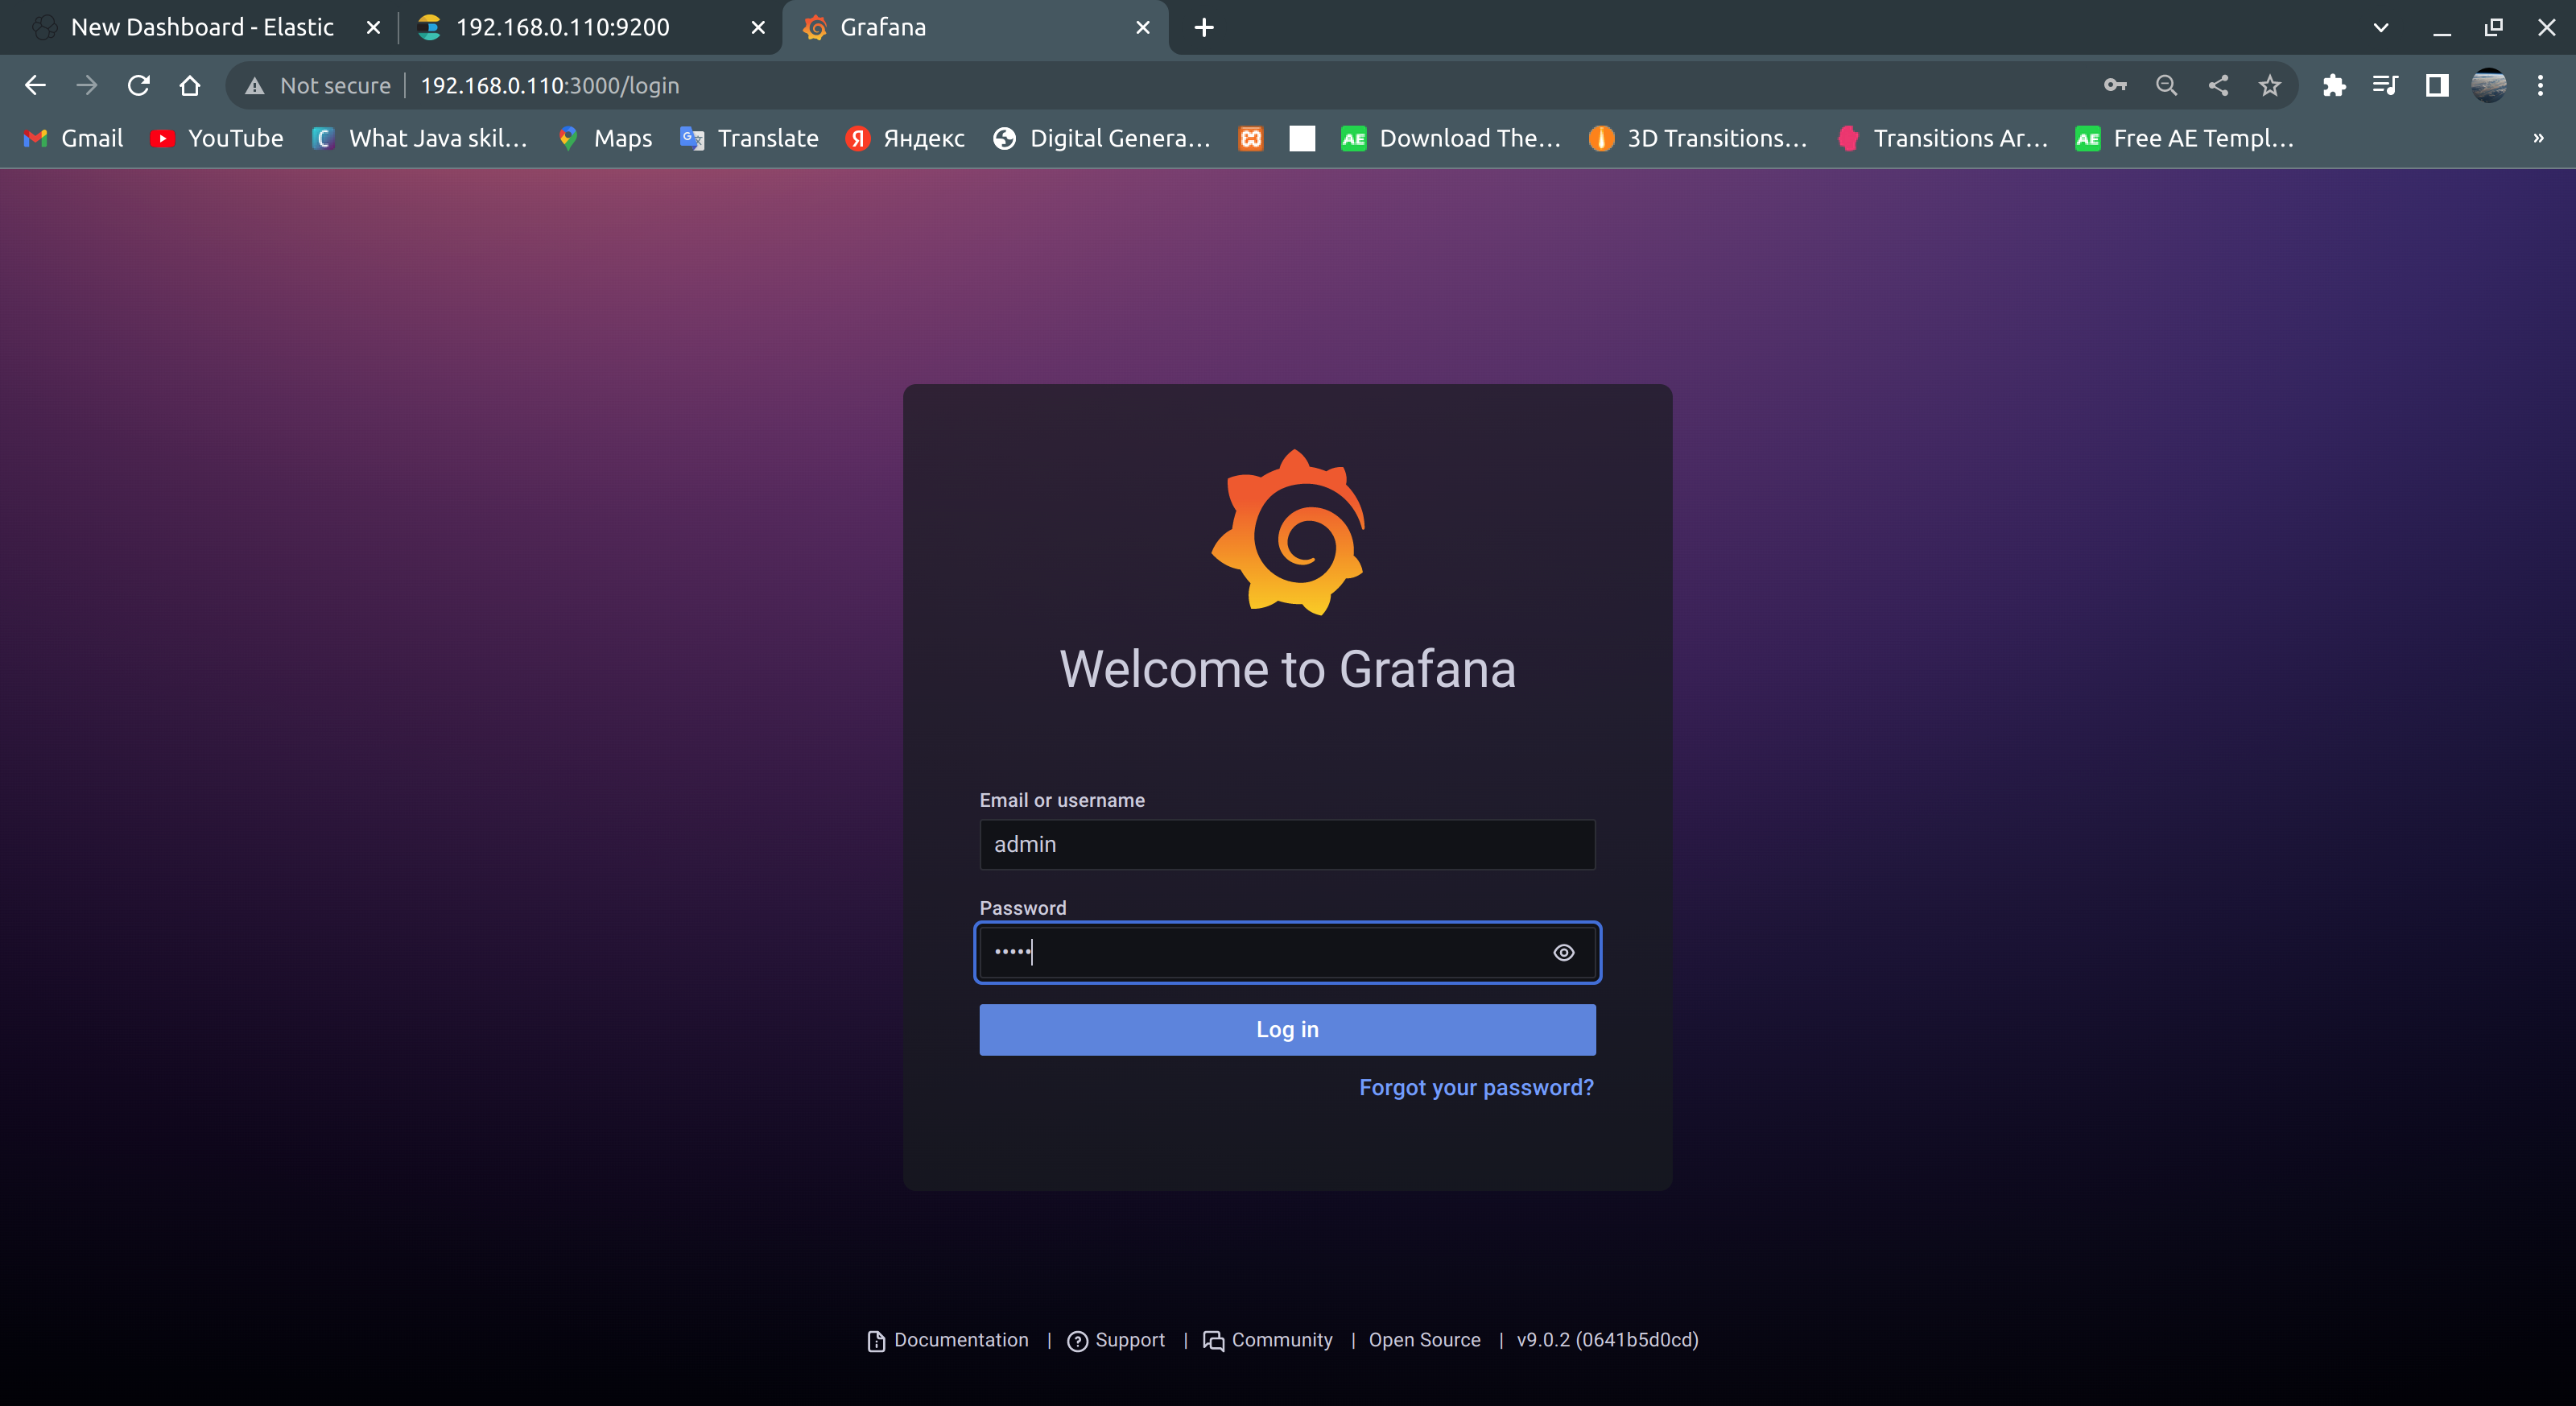 New Dashboard - Elastic
192.168.0.110:9200
Grafana
Not secure
192.168.0.110:3000/login
Gmail
YouTube
What Java skil...
Maps
Translate
Яндекс
Digital Genera...
Download The...
3D Transitions...
Transitions Ar...
Free AE Templ...
»
Welcome to Grafana
Email or username
admin
Password
•••••
Log in
Forgot your password?
Documentation | Support | Community | Open Source | v9.0.2 (0641b5d0cd)